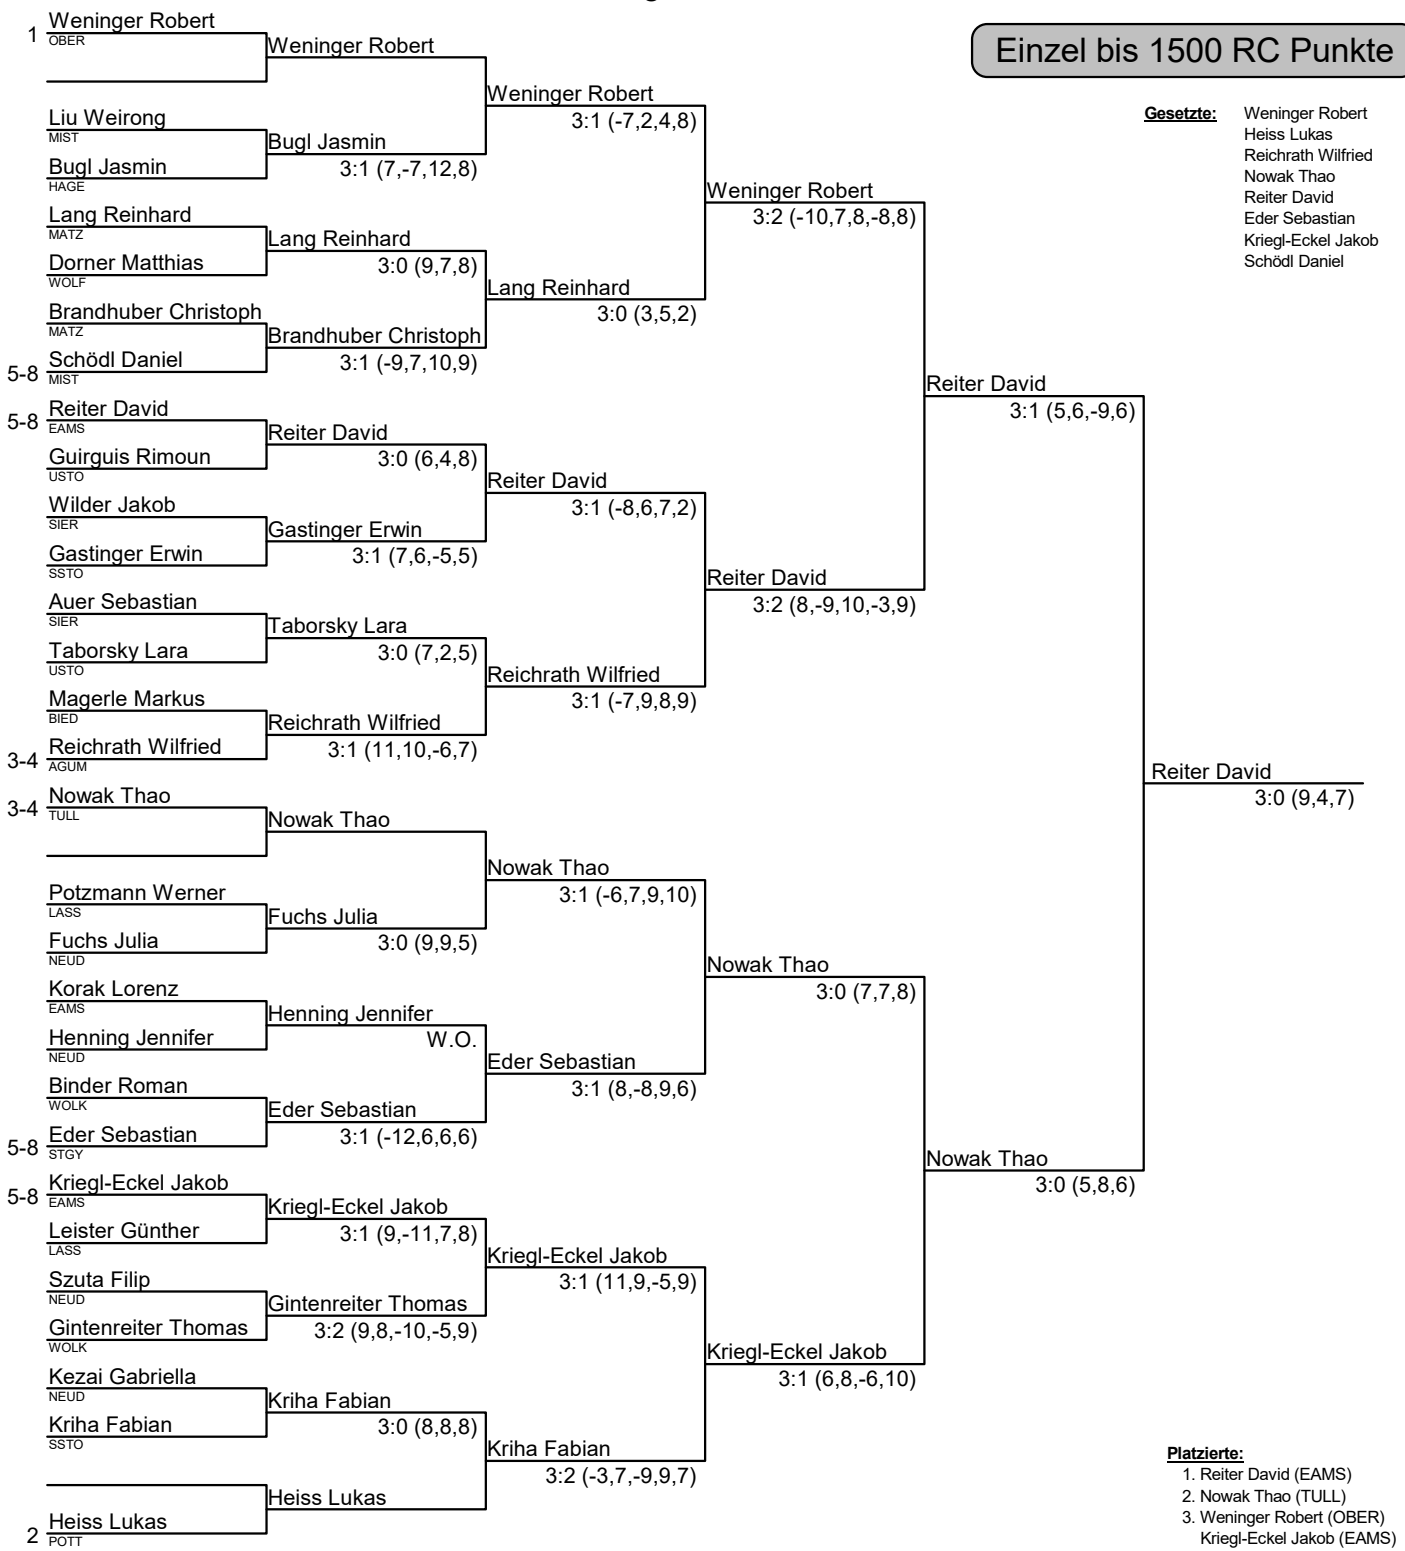 Einzel bis 1500 RC Punkte
Gesetzte: Weninger Robert
Heiss Lukas
Reichrath Wilfried
Nowak Thao
Reiter David
Eder Sebastian
Kriegl-Eckel Jakob
Schödl Daniel
1 Weninger Robert
OBER
Liu Weirong
MIST
Bugl Jasmin
HAGE
Lang Reinhard
MATZ
Dorner Matthias
WOLF
Brandhuber Christoph
MATZ
5-8 Schödl Daniel
MIST
5-8 Reiter David
EAMS
Guirguis Rimoun
USTO
Wilder Jakob
SIER
Gastinger Erwin
SSTO
Auer Sebastian
SIER
Taborsky Lara
USTO
Magerle Markus
BIED
3-4 Reichrath Wilfried
AGUM
3-4 Nowak Thao
TULL
Potzmann Werner
LASS
Fuchs Julia
NEUD
Korak Lorenz
EAMS
Henning Jennifer
NEUD
Binder Roman
WOLK
5-8 Eder Sebastian
STGY
5-8 Kriegl-Eckel Jakob
EAMS
Leister Günther
LASS
Szuta Filip
NEUD
Gintenreiter Thomas
WOLK
Kezai Gabriella
NEUD
Kriha Fabian
SSTO
2 Heiss Lukas
POTT
Weninger Robert
Bugl Jasmin
3:1 (7,-7,12,8)
Lang Reinhard
3:0 (9,7,8)
Brandhuber Christoph
3:1 (-9,7,10,9)
Reiter David
3:0 (6,4,8)
Gastinger Erwin
3:1 (7,6,-5,5)
Taborsky Lara
3:0 (7,2,5)
Reichrath Wilfried
3:1 (11,10,-6,7)
Nowak Thao
Fuchs Julia
3:0 (9,9,5)
Henning Jennifer
W.O.
Eder Sebastian
3:1 (-12,6,6,6)
Kriegl-Eckel Jakob
3:1 (9,-11,7,8)
Gintenreiter Thomas
3:2 (9,8,-10,-5,9)
Kriha Fabian
3:0 (8,8,8)
Heiss Lukas
Weninger Robert
3:1 (-7,2,4,8)
Lang Reinhard
3:0 (3,5,2)
Reiter David
3:1 (-8,6,7,2)
Reichrath Wilfried
3:1 (-7,9,8,9)
Nowak Thao
3:1 (-6,7,9,10)
Eder Sebastian
3:1 (8,-8,9,6)
Kriegl-Eckel Jakob
3:1 (11,9,-5,9)
Kriha Fabian
3:2 (-3,7,-9,9,7)
Weninger Robert
3:2 (-10,7,8,-8,8)
Reiter David
3:2 (8,-9,10,-3,9)
Nowak Thao
3:0 (7,7,8)
Kriegl-Eckel Jakob
3:1 (6,8,-6,10)
Reiter David
3:1 (5,6,-9,6)
Nowak Thao
3:0 (5,8,6)
Reiter David
3:0 (9,4,7)
Platzierte:
1. Reiter David (EAMS)
2. Nowak Thao (TULL)
3. Weninger Robert (OBER)
Kriegl-Eckel Jakob (EAMS)